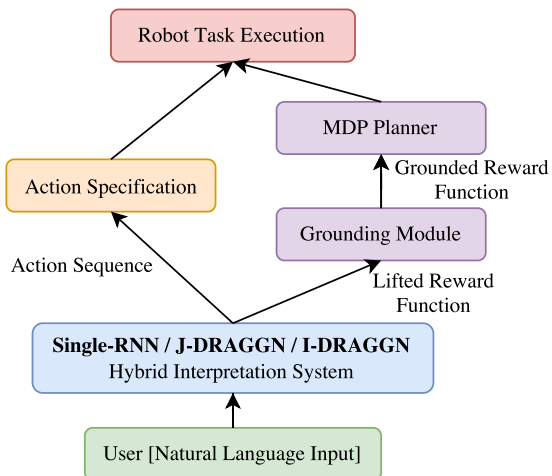 Robot Task Execution
MDP Planner
Grounded Reward
Function
Action Specification
Grounding Module
Action Sequence
Lifted Reward
Function
Single-RNN / J-DRAGGN / I-DRAGGN
Hybrid Interpretation System
User [Natural Language Input]